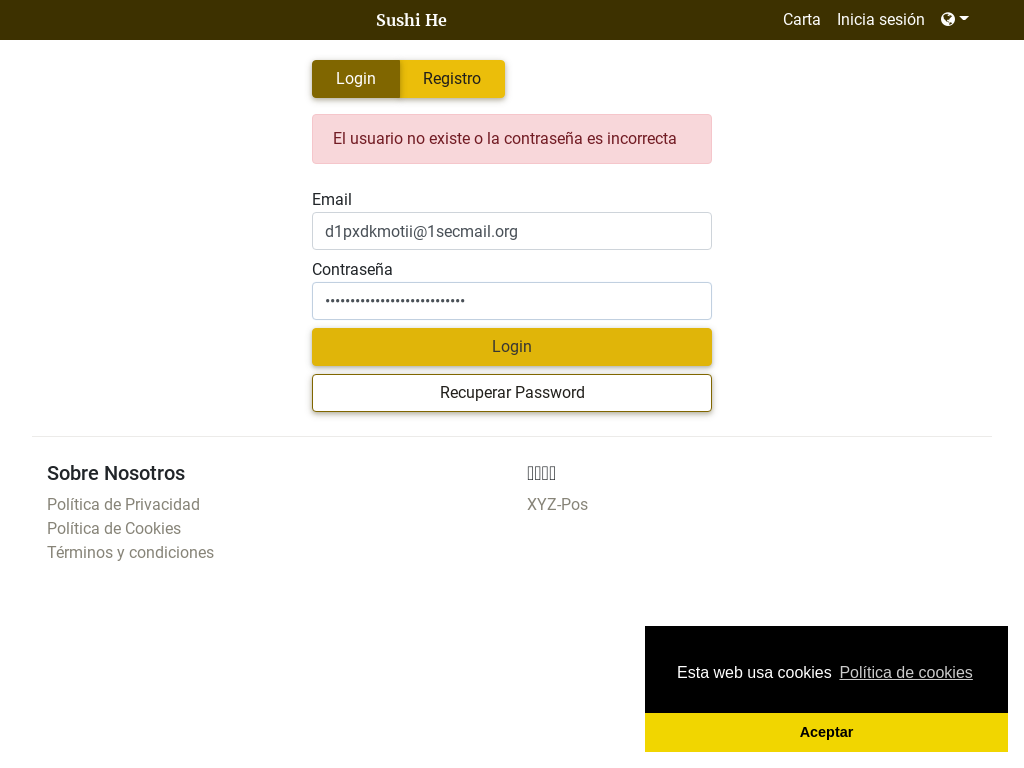 Sushi He
Carta
Inicia sesión
Login
Registro
El usuario no existe o la contraseña es incorrecta
Email
d1pxdkmotii@1secmail.org
Contraseña
••••••••••••••••••••••••••••
Login
Recuperar Password
Sobre Nosotros
Política de Privacidad
XYZ-Pos
Política de Cookies
Términos y condiciones
Esta web usa cookies Política de cookies
Aceptar